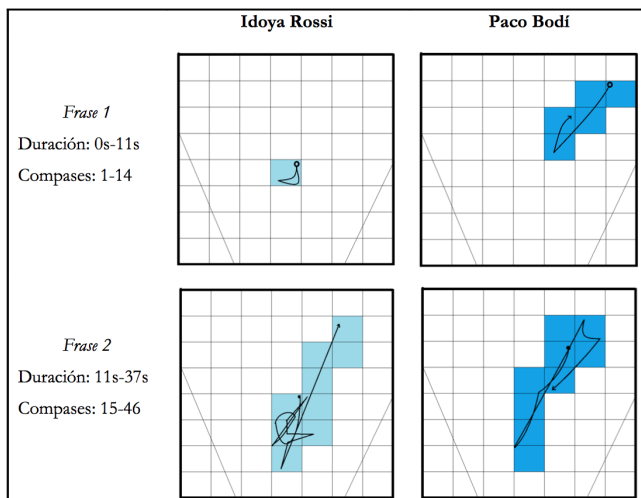 Idoya Rossi
Paco Bodí
Frase 1
Duración: 0s-11s
Compases: 1-14
Frase 2
Duración: 11s-37s
Compases: 15-46